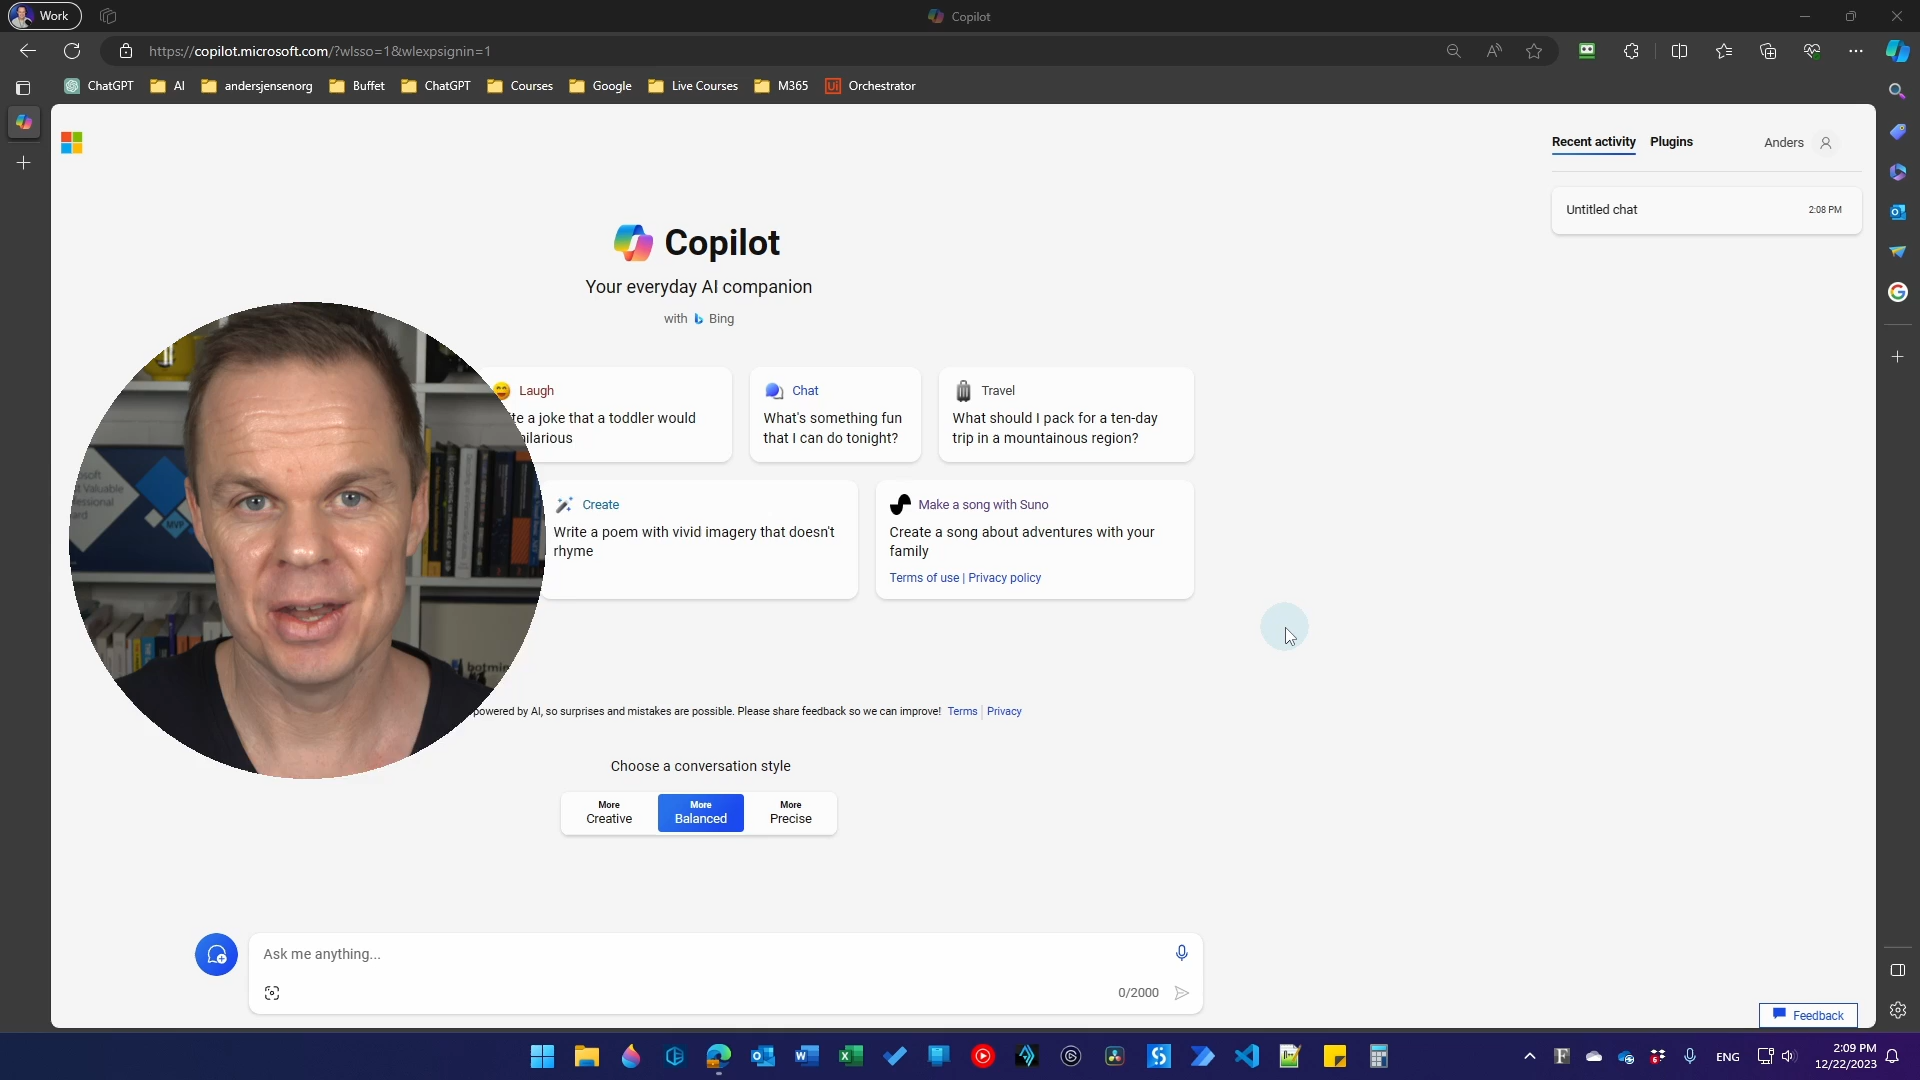 Work
Copilot
https://copilot.microsoft.com/?wlsso=1&wlexpsignin=1
ChatGPT
AI
andersjensenorg
Buffet
ChatGPT
Courses
Google
Live Courses
M365
Ui
Orchestrator
Recent activity
Plugins
Anders
Untitled chat
2:08 PM
Copilot
Your everyday AI companion
with Bing
Laugh
te a joke that a toddler would
hilarious
Chat
What's something fun
that I can do tonight?
Travel
What should I pack for a ten-day
trip in a mountainous region?
Create
Write a poem with vivid imagery that doesn't
rhyme
Make a song with Suno
Create a song about adventures with your
family
Terms of use | Privacy policy
MVP
powered by AI, so surprises and mistakes are possible. Please share feedback so we can improve! Terms | Privacy
Choose a conversation style
More
Creative
More
Balanced
More
Precise
Ask me anything...
0/2000
Feedback
ENG
2:09 PM
12/22/2023